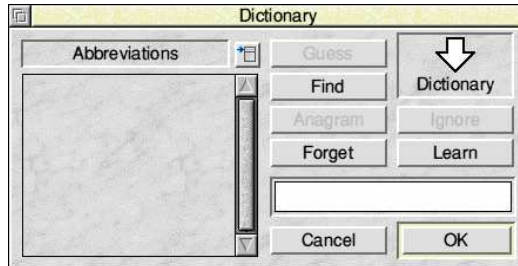 Dictionary
Abbreviations
Guess
Find
Dictionary
Anagram
Ignore
Forget
Learn
Cancel
OK